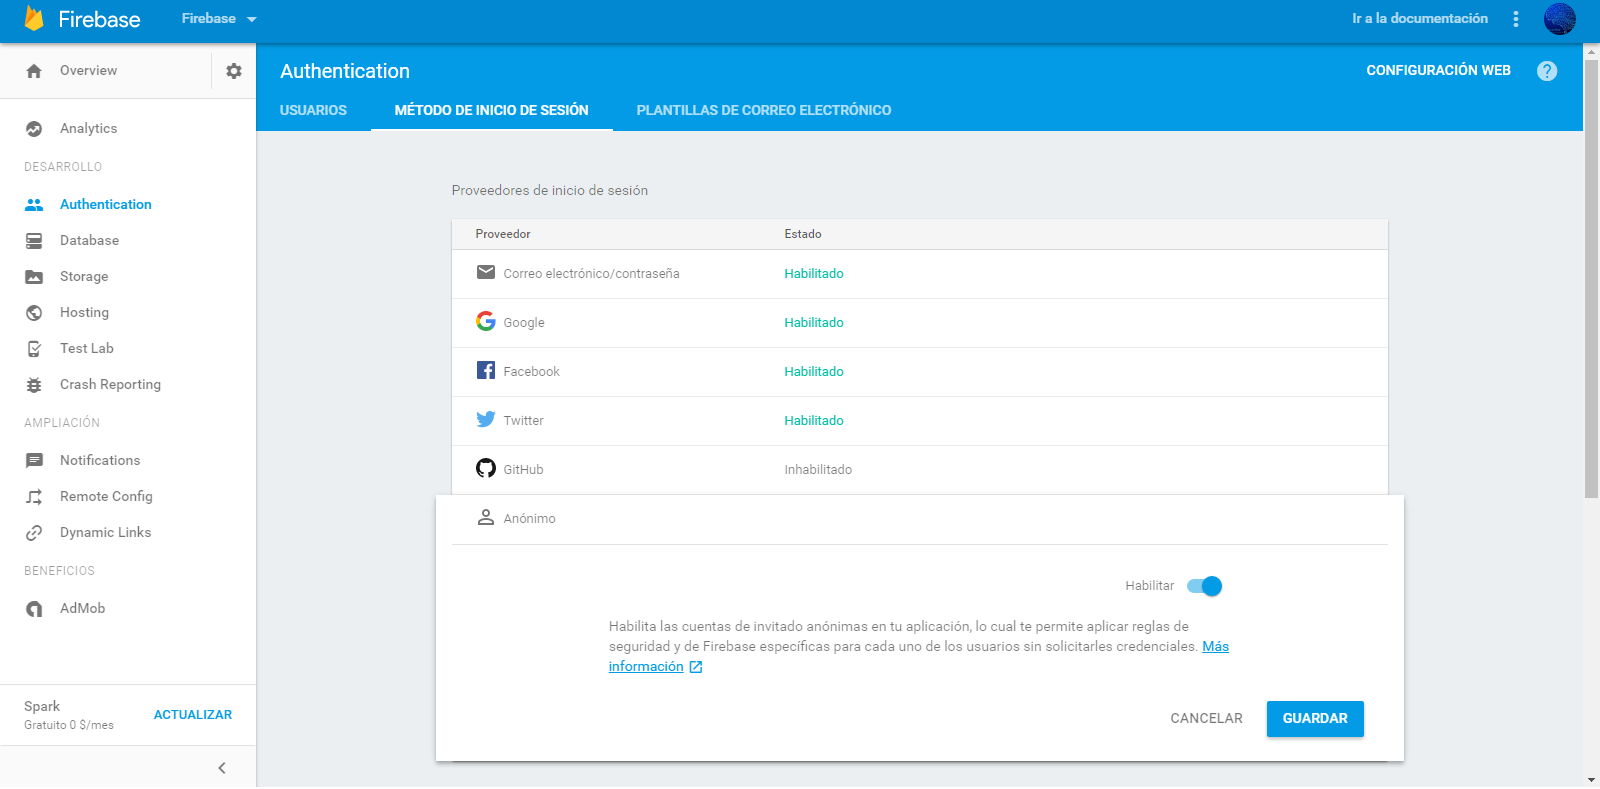 Firebase
Firebase
Ir a la documentación
Overview
Analytics
DESARROLLO
Authentication
Database
Storage
Hosting
Test Lab
Crash Reporting
AMPLIACIÓN
Notifications
Remote Config
Dynamic Links
BENEFICIOS
AdMob
Spark
Gratuito 0 $/mes
ACTUALIZAR
Authentication
CONFIGURACIÓN WEB
?
USUARIOS
MÉTODO DE INICIO DE SESIÓN
PLANTILLAS DE CORREO ELECTRÓNICO
Proveedores de inicio de sesión
Proveedor Estado
Correo electrónico/contraseña Habilitado
Google Habilitado
Facebook Habilitado
Twitter Habilitado
GitHub Inhabilitado
Anónimo
Habilitar
Habilita las cuentas de invitado anónimas en tu aplicación, lo cual te permite aplicar reglas de
seguridad y de Firebase específicas para cada uno de los usuarios sin solicitarles credenciales. Más
información
CANCELAR
GUARDAR